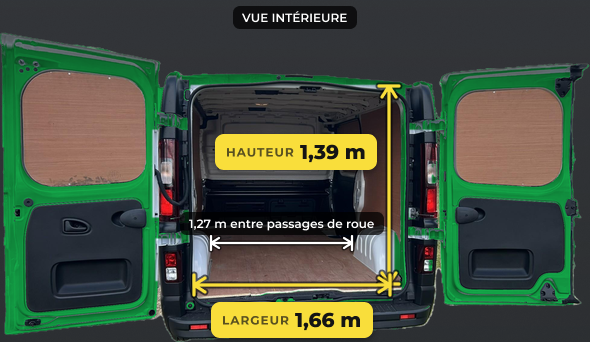 VUE INTÉRIEURE
HAUTEUR 1,39 m
1,27 m entre passages de roue
LARGEUR 1,66 m